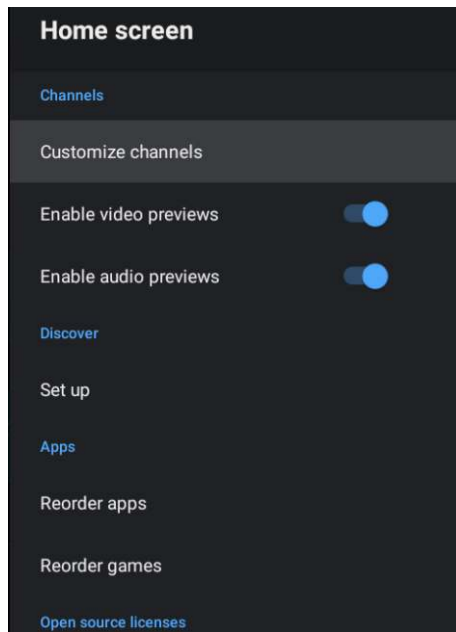 Home screen
Channels
Customize channels
Enable video previews
Enable audio previews
Discover
Set up
Apps
Reorder apps
Reorder games
Open source licenses